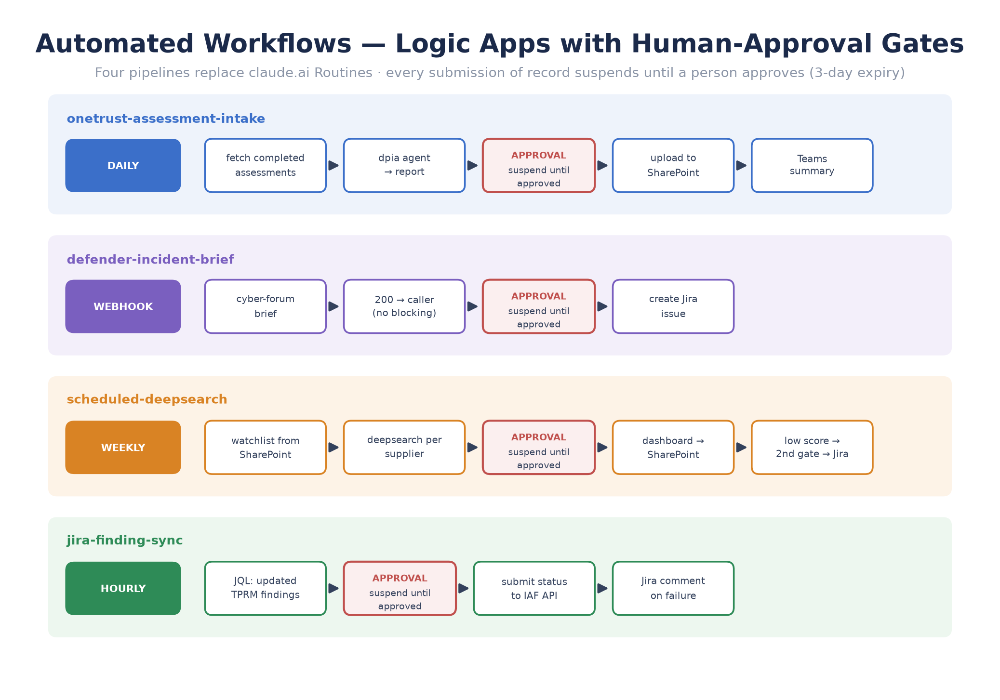 Automated Workflows — Logic Apps with Human-Approval Gates
Four pipelines replace claude.ai Routines · every submission of record suspends until a person approves (3-day expiry)
onetrust-assessment-intake
DAILY
fetch completed
assessments
dpia agent
→ report
APPROVAL
suspend until
approved
upload to
SharePoint
Teams
summary
defender-incident-brief
WEBHOOK
cyber-forum
brief
200 → caller
(no blocking)
APPROVAL
suspend until
approved
create Jira
issue
scheduled-deepsearch
WEEKLY
watchlist from
SharePoint
deepsearch per
supplier
APPROVAL
suspend until
approved
dashboard →
SharePoint
low score →
2nd gate → Jira
jira-finding-sync
HOURLY
JQL: updated
TPRM findings
APPROVAL
suspend until
approved
submit status
to IAF API
Jira comment
on failure